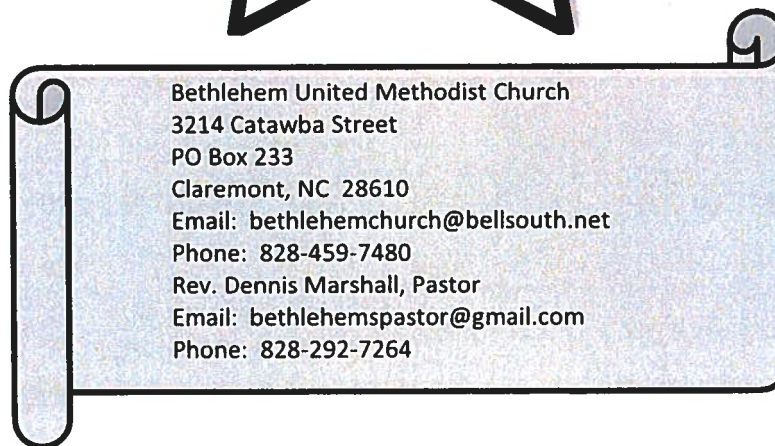 Bethlehem United Methodist Church
3214 Catawba Street
PO Box 233
Claremont, NC 28610
Email: bethlehemchurch@bellsouth.net
Phone: 828-459-7480
Rev. Dennis Marshall, Pastor
Email: bethlehemspastor@gmail.com
Phone: 828-292-7264